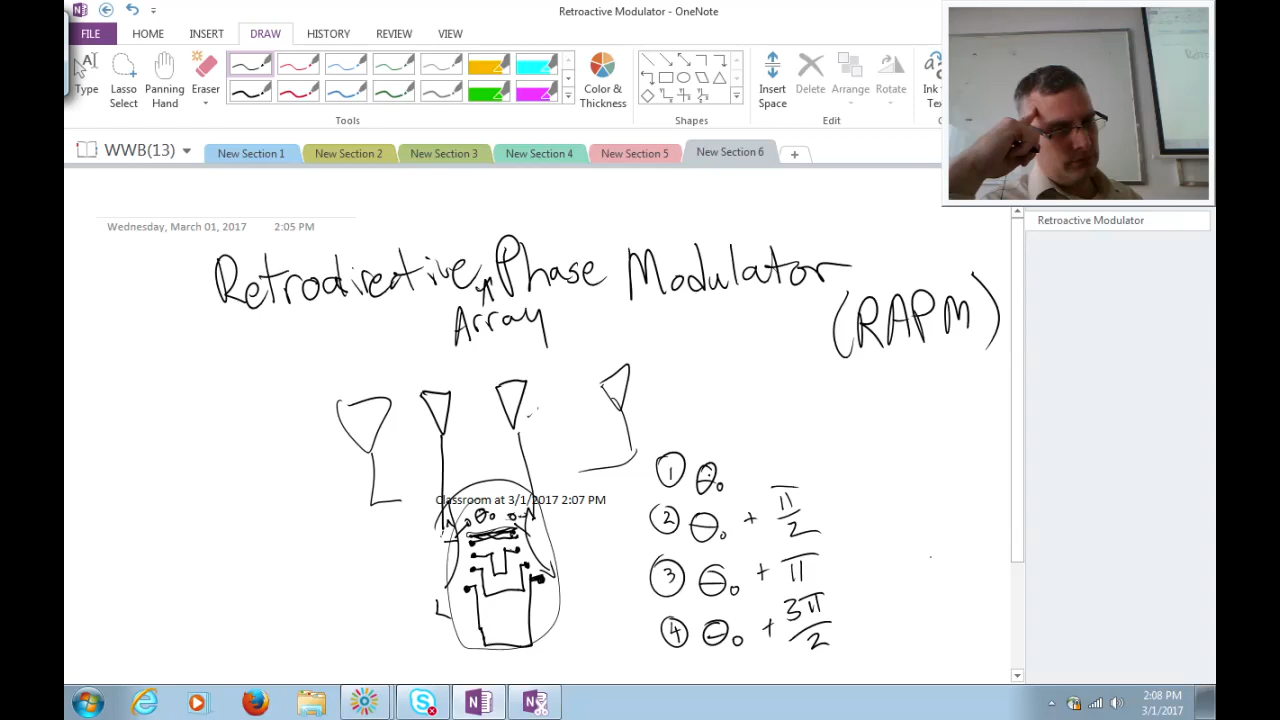 Retroactive Modulator - OneNote
FILE HOME INSERT DRAW HISTORY REVIEW VIEW
Type
Lasso Select
Panning Hand
Eraser
Color & Thickness
Insert Space
Delete
Arrange
Rotate
Ink to
Tex
Tools
Shapes
Edit
WWB(13)
New Section 1
New Section 2
New Section 3
New Section 4
New Section 5
New Section 6
Retroactive Modulator
Wednesday, March 01, 2017 2:05 PM
Retrodirective ^ Phase Modulator
Array
(RAPM)
Classroom at 3/1/2017 2:07 PM
θ₀
① θ₀
② θ₀ + π/2
③ θ₀ + π
④ θ₀ + 3π/2
2:08 PM
3/1/2017